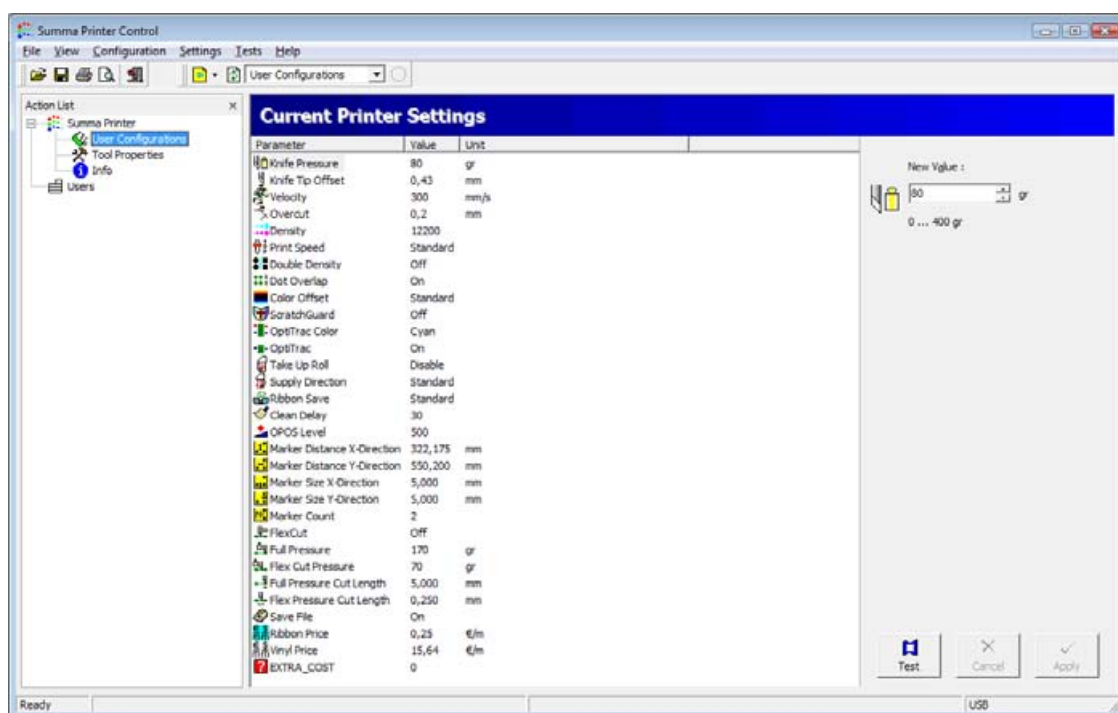 Summa Printer Control
File View Configuration Settings Tests Help
User Configurations
Action List
Summa Printer
User Configurations
Tool Properties
Info
Users
Current Printer Settings
Parameter Value Unit
Knife Pressure 80 gr
Knife Tip Offset 0,43 mm
Velocity 300 mm/s
Overcut 0,2 mm
Density 12200
Print Speed Standard
Double Density Off
Dot Overlap On
Color Offset Standard
ScratchGuard Off
OptiTrac Color Cyan
OptiTrac On
Take Up Roll Disable
Supply Direction Standard
Ribbon Save Standard
Clean Delay 30
OPOS Level 500
Marker Distance X-Direction 322,175 mm
Marker Distance Y-Direction 550,200 mm
Marker Size X-Direction 5,000 mm
Marker Size Y-Direction 5,000 mm
Marker Count 2
FlexCut Off
Full Pressure 170 gr
Flex Cut Pressure 70 gr
Full Pressure Cut Length 5,000 mm
Flex Pressure Cut Length 0,250 mm
Save File On
Ribbon Price 0,25 €/m
Vinyl Price 15,64 €/m
EXTRA_COST 0
New Value :
80 gr
0 ... 400 gr
Test Cancel Apply
Ready USB